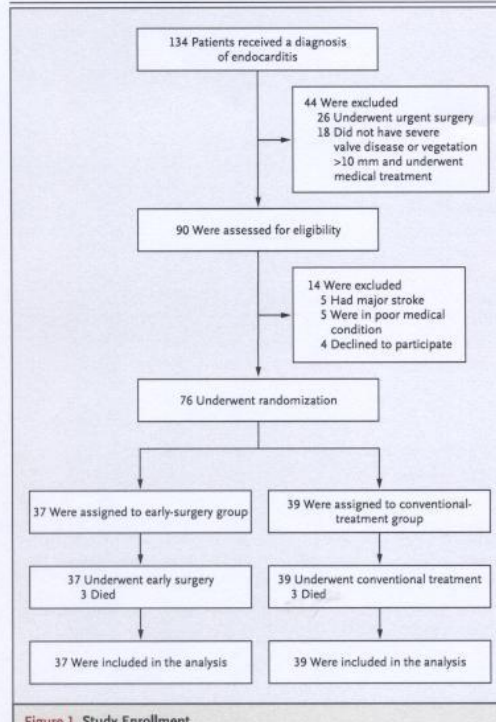 134 Patients received a diagnosis
of endocarditis
44 Were excluded
26 Underwent urgent surgery
18 Did not have severe
valve disease or vegetation
>10 mm and underwent
medical treatment
90 Were assessed for eligibility
14 Were excluded
5 Had major stroke
5 Were in poor medical
condition
4 Declined to participate
76 Underwent randomization
37 Were assigned to early-surgery group
39 Were assigned to conventional-
treatment group
37 Underwent early surgery
3 Died
39 Underwent conventional treatment
3 Died
37 Were included in the analysis
39 Were included in the analysis
Figure 1. Study Enrollment.